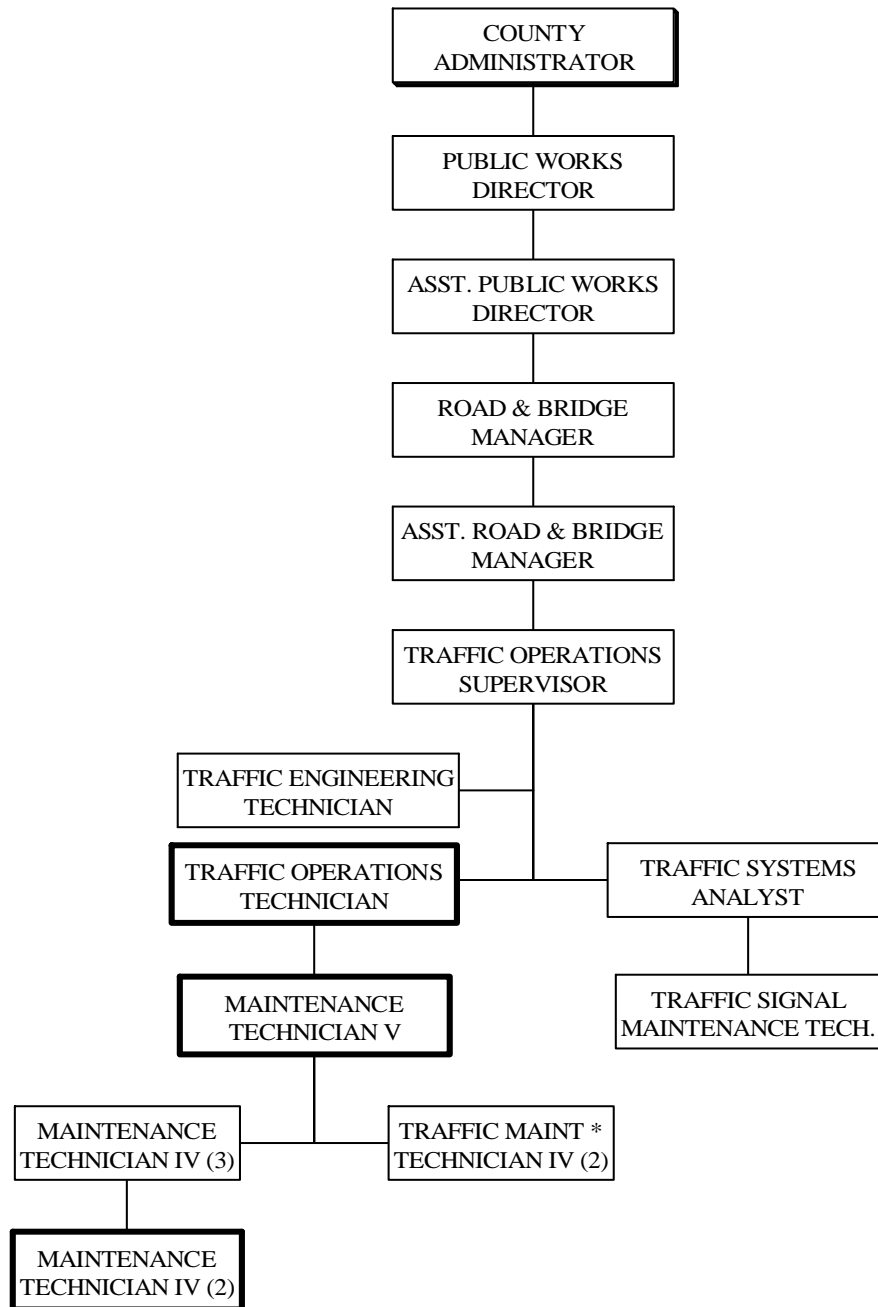 COUNTY
ADMINISTRATOR
PUBLIC WORKS
DIRECTOR
ASST. PUBLIC WORKS
DIRECTOR
ROAD & BRIDGE
MANAGER
ASST. ROAD & BRIDGE
MANAGER
TRAFFIC OPERATIONS
SUPERVISOR
TRAFFIC ENGINEERING
TECHNICIAN
TRAFFIC OPERATIONS
TECHNICIAN
TRAFFIC SYSTEMS
ANALYST
MAINTENANCE
TECHNICIAN V
TRAFFIC SIGNAL
MAINTENANCE TECH.
MAINTENANCE
TECHNICIAN IV (3)
TRAFFIC MAINT *
TECHNICIAN IV (2)
MAINTENANCE
TECHNICIAN IV (2)